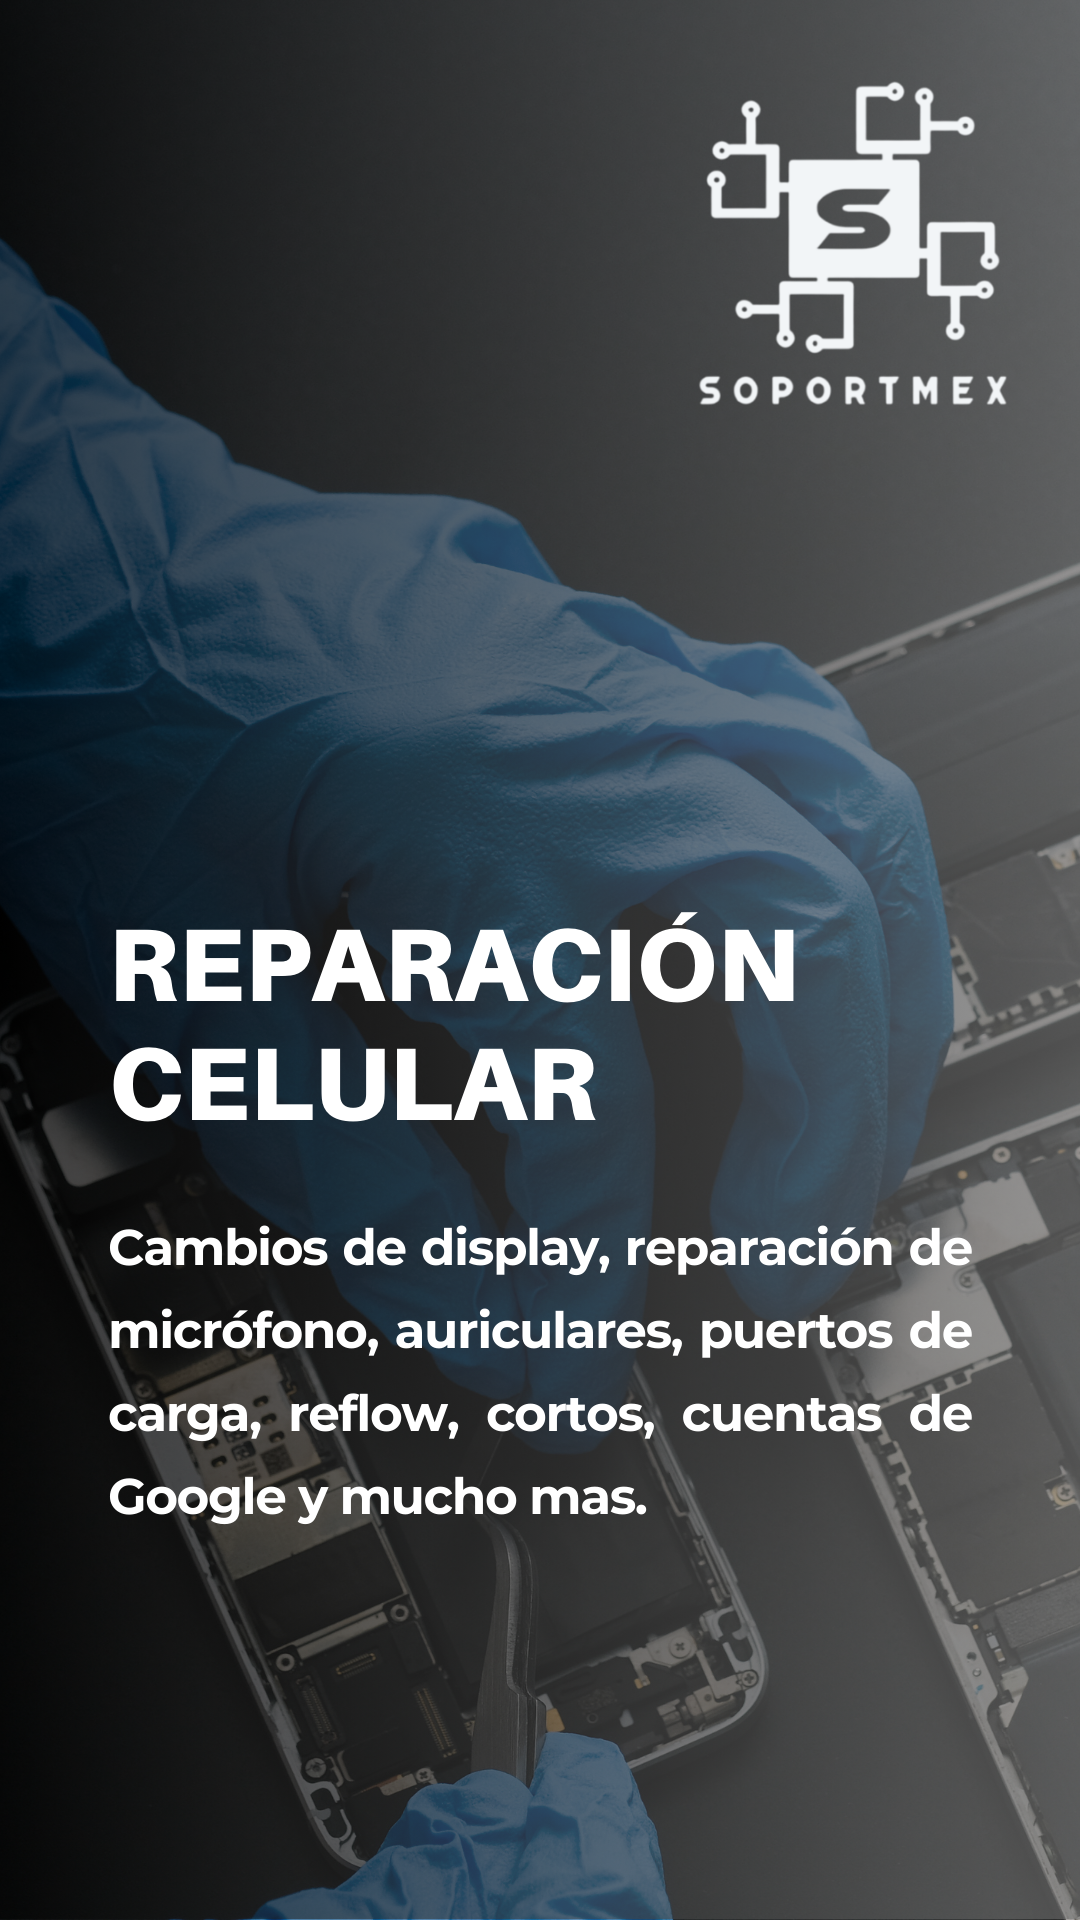 S
SOPORTMEX
REPARACIÓN
CELULAR
Cambios de display, reparación de
micrófono, auriculares, puertos de
carga, reflow, cortos, cuentas de
Google y mucho mas.